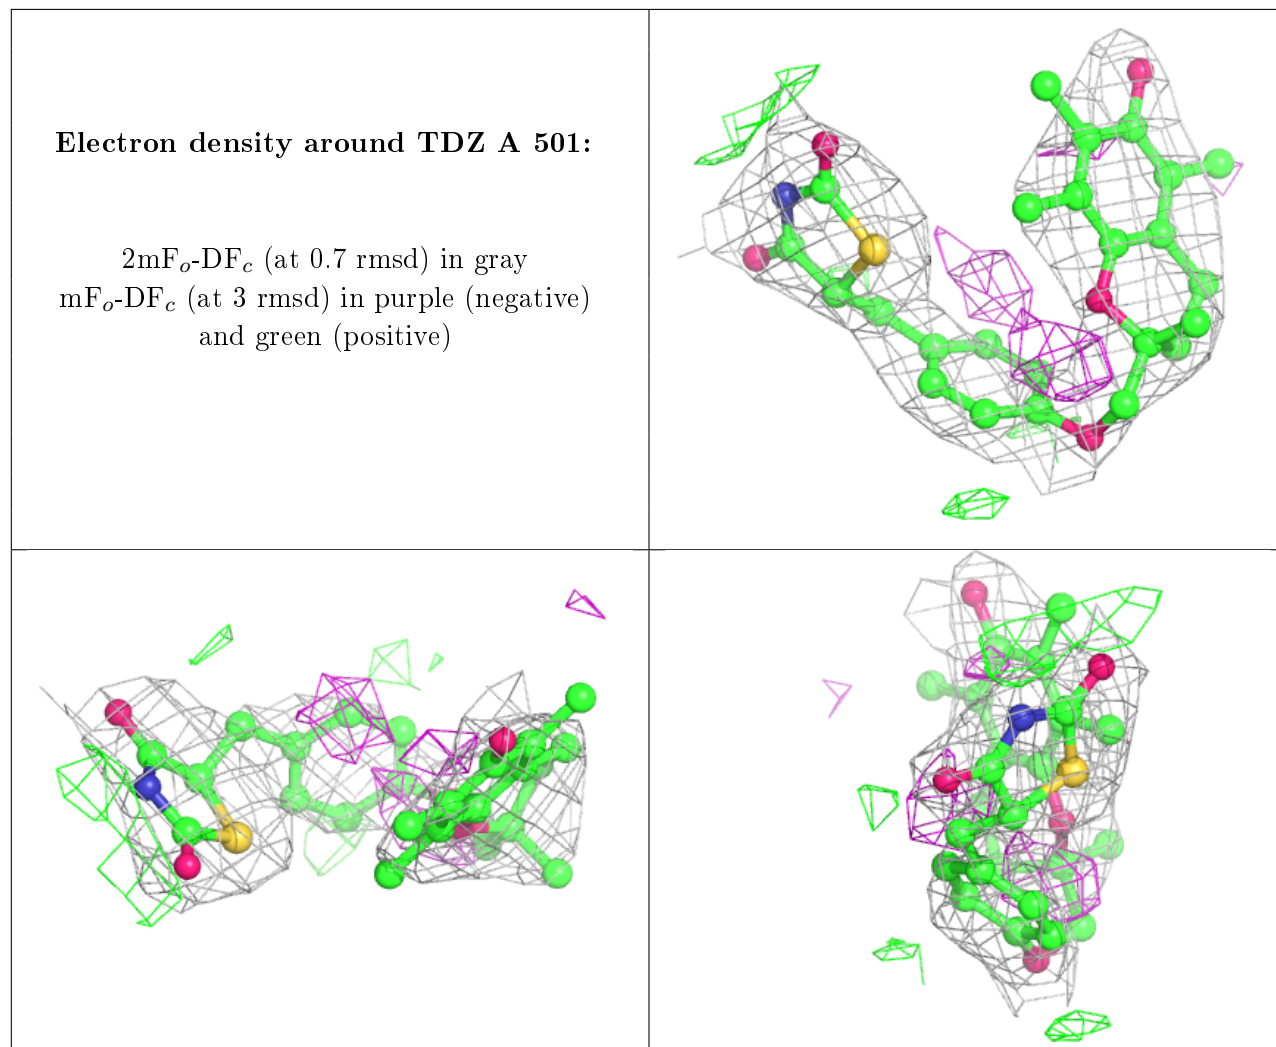 Electron density around TDZ A 501:
2mFo-DFc (at 0.7 rmsd) in gray
mFo-DFc (at 3 rmsd) in purple (negative)
and green (positive)